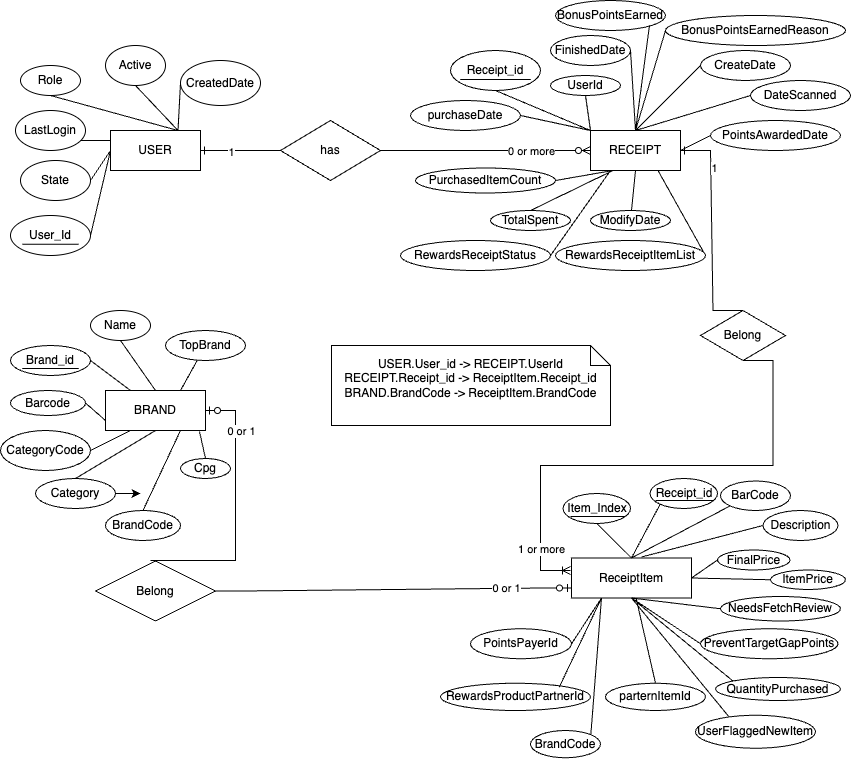 BonusPointsEarned
BonusPointsEarnedReason
FinishedDate
Active
CreateDate
Receipt_id
Role
CreatedDate
UserId
DateScanned
purchaseDate
LastLogin
PointsAwardedDate
USER
1
has
0 or more
RECEIPT
1
State
PurchasedItemCount
TotalSpent
ModifyDate
User_Id
RewardsReceiptStatus
RewardsReceiptItemList
Name
Belong
TopBrand
Brand_id
USER.User_id -> RECEIPT.UserId
RECEIPT.Receipt_id -> ReceiptItem.Receipt_id
BRAND.BrandCode -> ReceiptItem.BrandCode
Barcode
BRAND
0 or 1
CategoryCode
Cpg
Category
BrandCode
Receipt_id
BarCode
Item_Index
Description
1 or more
FinalPrice
ReceiptItem
ItemPrice
Belong
0 or 1
NeedsFetchReview
PointsPayerId
PreventTargetGapPoints
QuantityPurchased
RewardsProductPartnerId
parternItemId
UserFlaggedNewItem
BrandCode